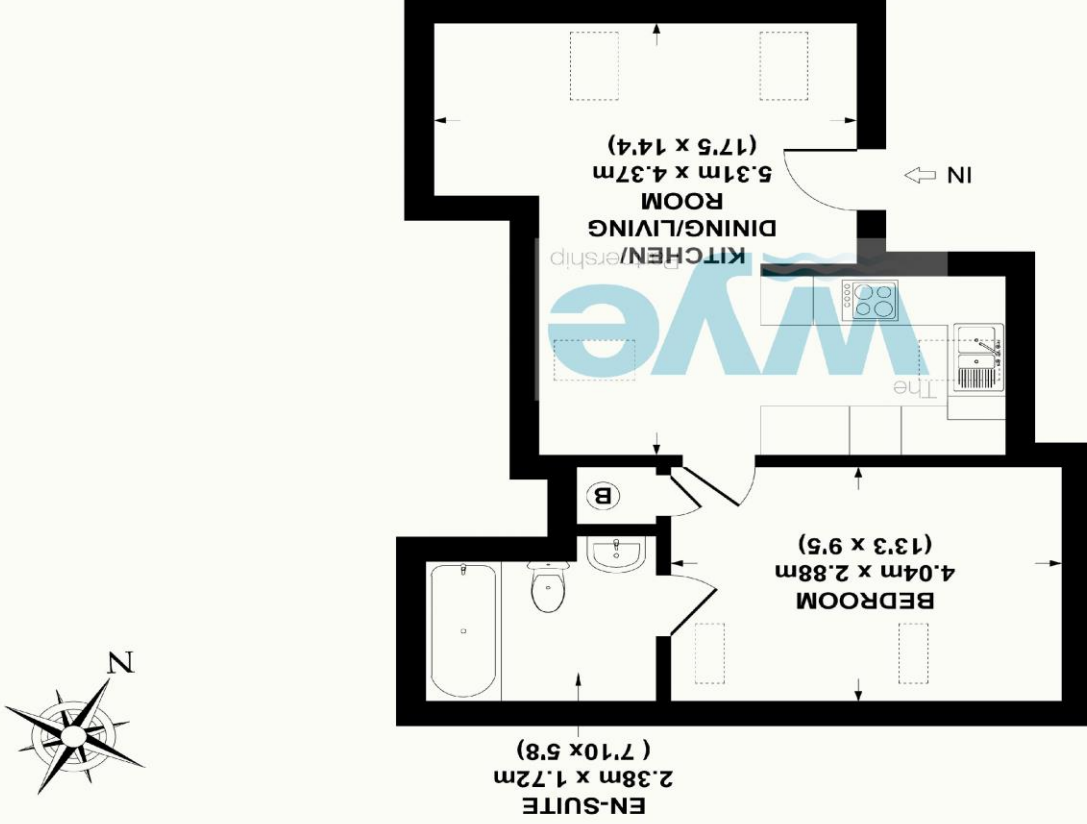 EN-SUITE
2.38m x 1.72m
( 7'10x 5'8)
BEDROOM
4.04m x 2.88m
(13'3 x 9'5)
B
The
wye
Partnership
KITCHEN/
DINING/LIVING
ROOM
5.31m x 4.37m
(17'5 x 14'4)
IN
N